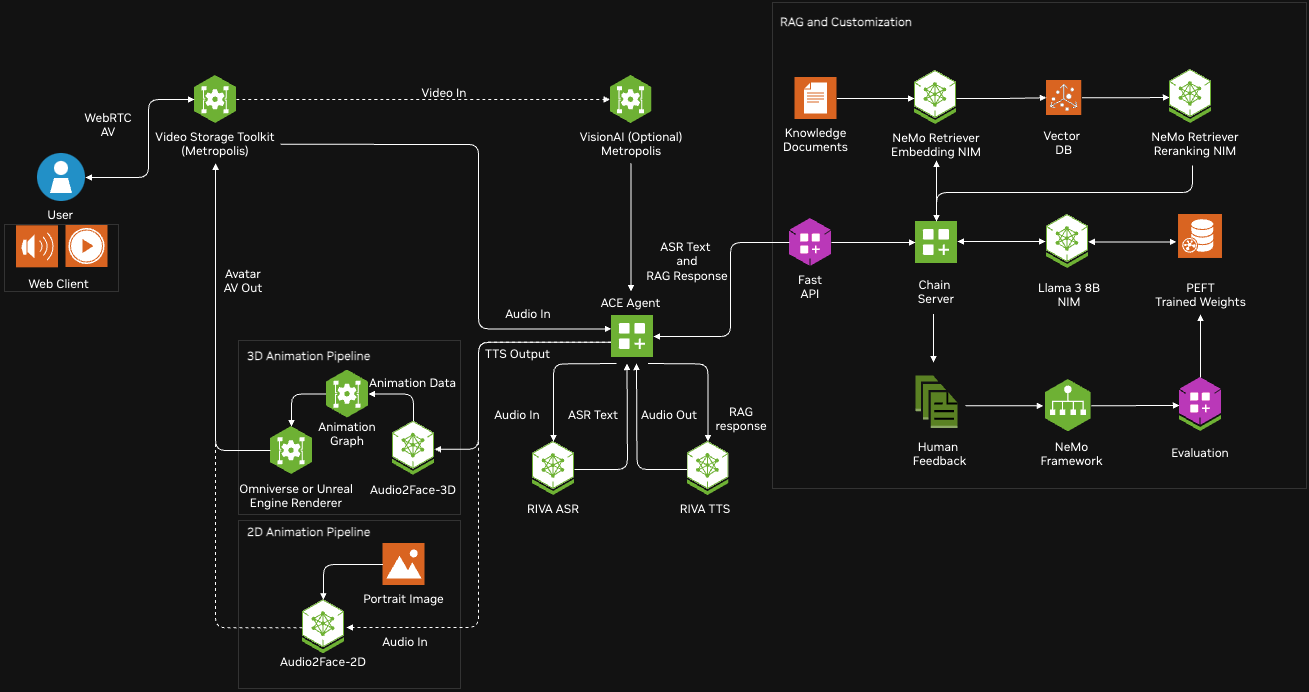 RAG and Customization
Video In
WebRTC
AV
Video Storage Toolkit
(Metropolis)
VisionAI (Optional)
Metropolis
Knowledge
Documents
NeMo Retriever
Embedding NIM
Vector
DB
NeMo Retriever
Reranking NIM
User
Web Client
Avatar
AV Out
ASR Text
and
RAG Response
Fast
API
Chain
Server
Llama 3 8B
NIM
PEFT
Trained Weights
ACE Agent
Audio In
TTS Output
3D Animation Pipeline
Animation Data
Animation
Graph
Omniverse or Unreal
Engine Renderer
Audio2Face-3D
Audio In
ASR Text
Audio Out
RAG
response
RIVA ASR
RIVA TTS
Human
Feedback
NeMo
Framework
Evaluation
2D Animation Pipeline
Portrait Image
Audio In
Audio2Face-2D